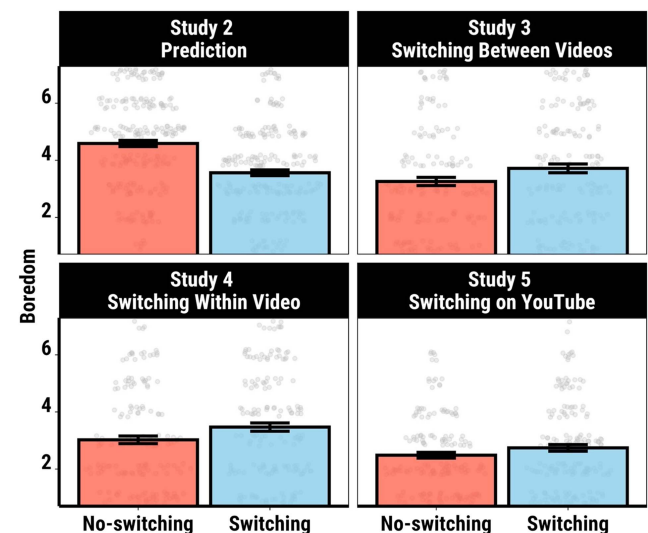 Study 2
Prediction
Study 3
Switching Between Videos
6
4
2
Boredom
Study 4
Switching Within Video
Study 5
Switching on YouTube
6
4
2
No-switching
Switching
No-switching
Switching